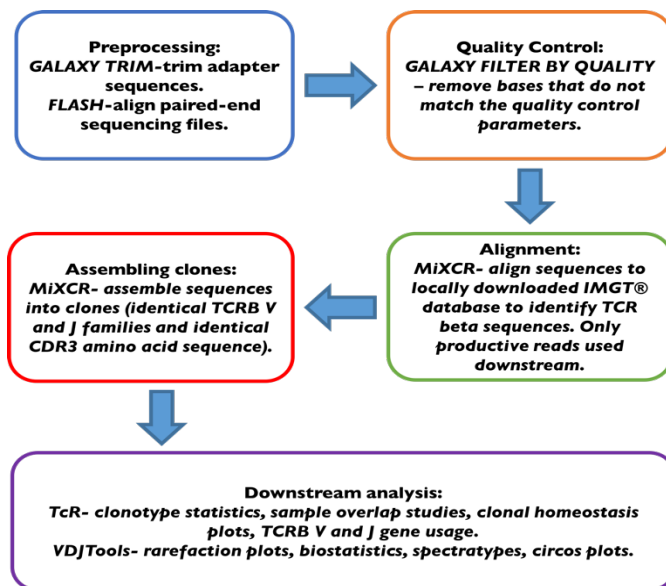 Preprocessing:
GALAXY TRIM-trim adapter
sequences.
FLASH-align paired-end
sequencing files.
Quality Control:
GALAXY FILTER BY QUALITY
– remove bases that do not
match the quality control
parameters.
Assembling clones:
MiXCR- assemble sequences
into clones (identical TCRB V
and J families and identical
CDR3 amino acid sequence).
Alignment:
MiXCR- align sequences to
locally downloaded IMGT®
database to identify TCR
beta sequences. Only
productive reads used
downstream.
Downstream analysis:
TcR- clonotype statistics, sample overlap studies, clonal homeostasis
plots, TCRB V and J gene usage.
VDJTools- rarefaction plots, biostatistics, spectratypes, circos plots.